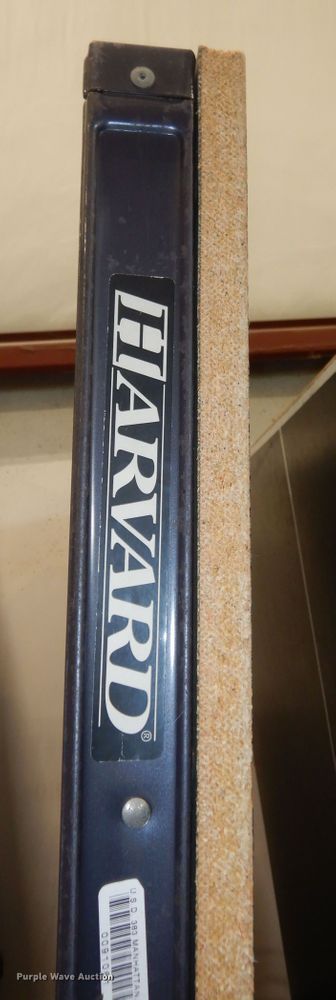 HARVARD®
U S D 383 MANHATTAN
Purple Wave Auction